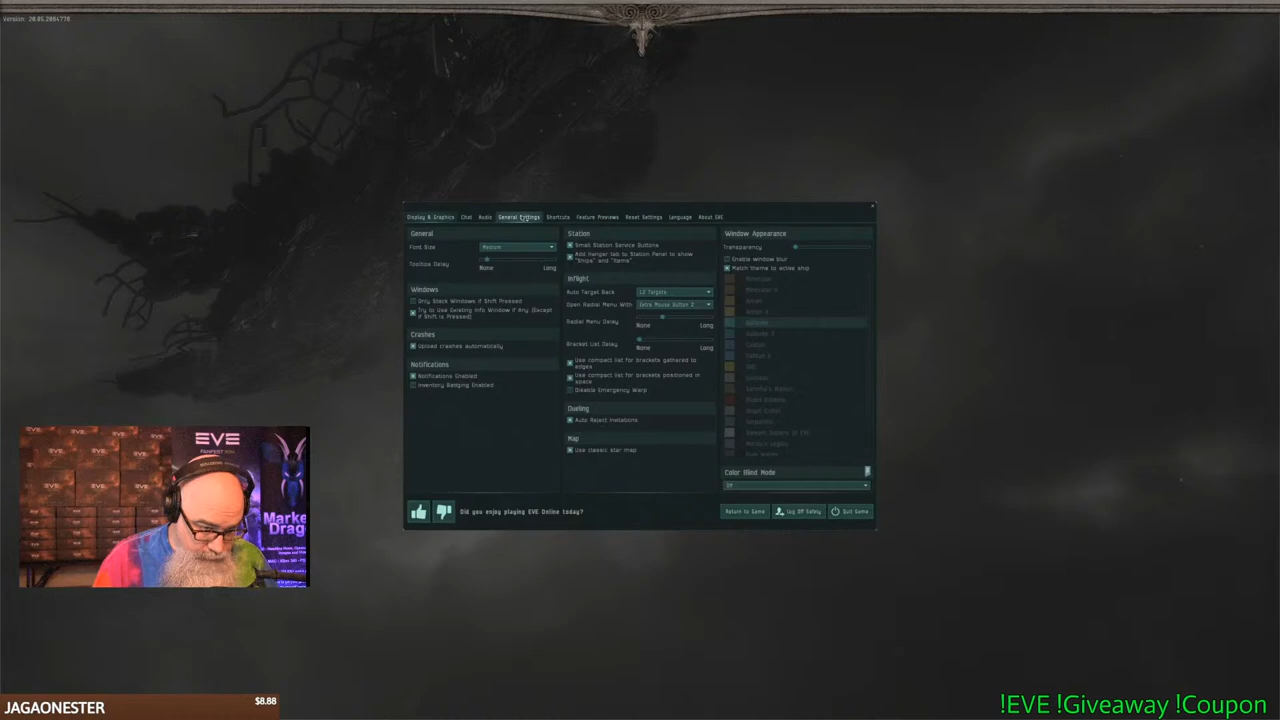 Version: 20.05.2084778
Display & Graphics Chat Audio General Settings Shortcuts Feature Previews Reset Settings Language About EVE
General
Font Size Medium
Tooltip Delay
None Long
Windows
Only Stack Windows if Shift Pressed
Try to Use Existing Info Window if Any (Except if Shift is Pressed)
Crashes
Upload crashes automatically
Notifications
Notifications Enabled
Inventory Badging Enabled
Station
Small Station Service Buttons
Add Hangar tab to Station Panel to show
"Ships" and "Items"
Inflight
Auto Target Back 12 Targets
Open Radial Menu With Extra Mouse Button 2
Radial Menu Delay
None Long
Bracket List Delay
None Long
Use compact list for brackets gathered to
edges
Use compact list for brackets positioned in
space
Disable Emergency Warp
Dueling
Auto Reject Invitations
Map
Use classic star map
Window Appearance
Transparency
Enable window blur
Match theme to active ship
Color Blind Mode
Off
Did you enjoy playing EVE Online today?
Return to Game Log Off Safely Quit Game
EVE
FANFEST
Marke
Drag
JAGAONESTER $8.88
!EVE !Giveaway !Coupon